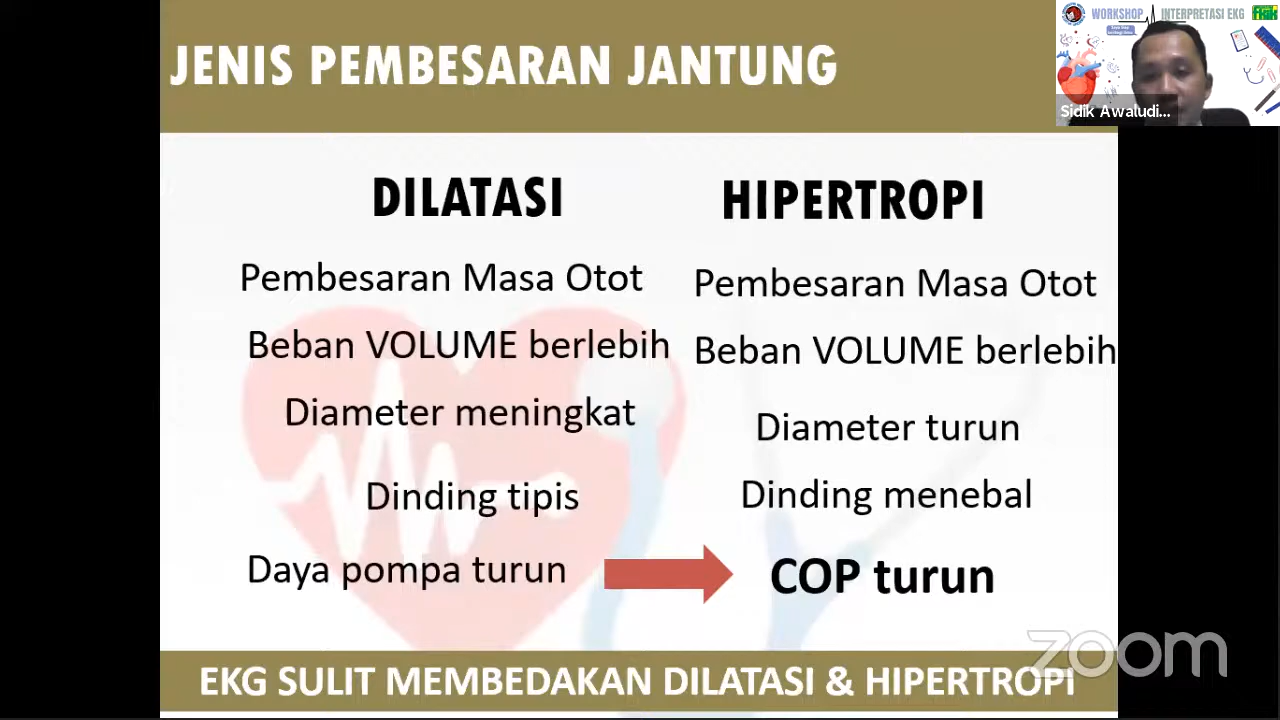 JENIS PEMBESARAN JANTUNG
WORKSHOP INTERPRETASI EKG
Sidik Awaludi...
DILATASI
Pembesaran Masa Otot
Beban VOLUME berlebih
Diameter meningkat
Dinding tipis
Daya pompa turun
HIPERTROPI
Pembesaran Masa Otot
Beban VOLUME berlebih
Diameter turun
Dinding menebal
COP turun
EKG SULIT MEMBEDAKAN DILATASI & HIPERTROPI
zoom